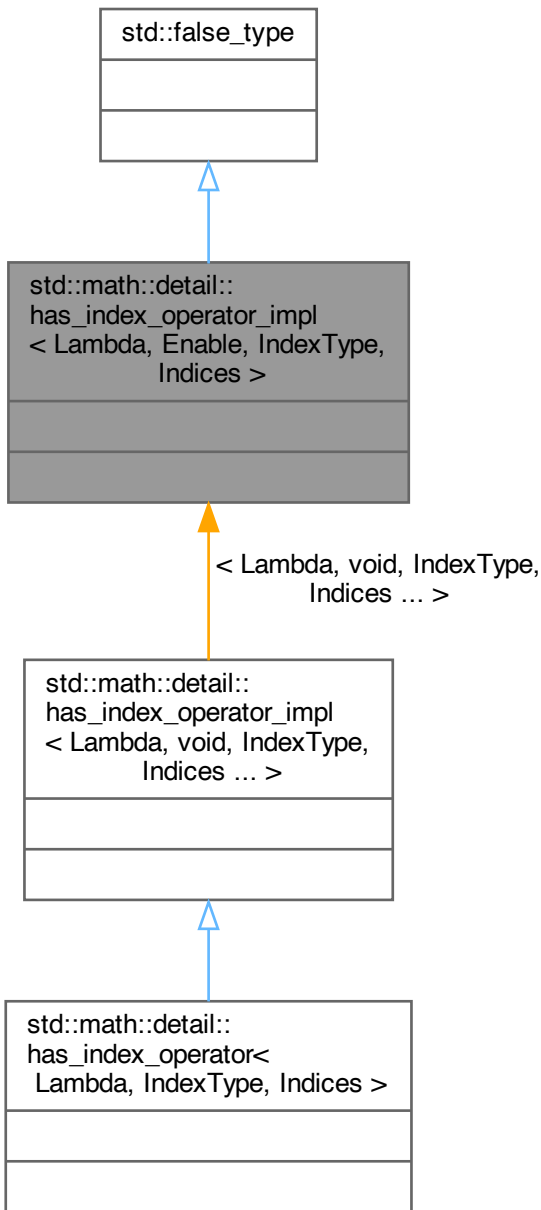 std::false_type
std::math::detail::
has_index_operator_impl
< Lambda, Enable, IndexType,
Indices >
< Lambda, void, IndexType,
Indices ... >
std::math::detail::
has_index_operator_impl
< Lambda, void, IndexType,
Indices ... >
std::math::detail::
has_index_operator<
Lambda, IndexType, Indices >